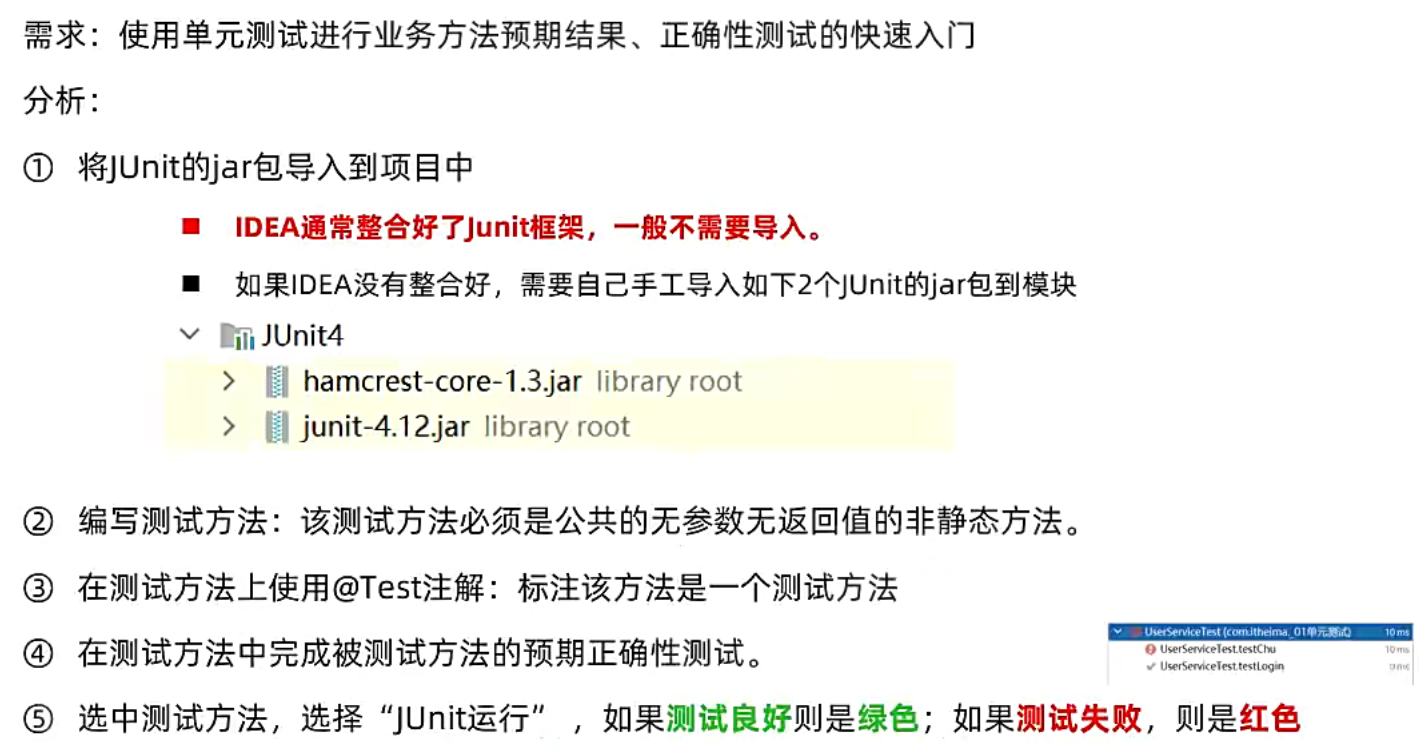 需求：使用单元测试进行业务方法预期结果、正确性测试的快速入门
分析：
① 将JUnit的jar包导入到项目中
■ IDEA通常整合好了Junit框架，一般不需要导入。
■ 如果IDEA没有整合好，需要自己手工导入如下2个JUnit的jar包到模块
JUnit4
hamcrest-core-1.3.jar library root
junit-4.12.jar library root
② 编写测试方法：该测试方法必须是公共的无参数无返回值的非静态方法。
③ 在测试方法上使用@Test注解：标注该方法是一个测试方法
④ 在测试方法中完成被测试方法的预期正确性测试。
UserServiceTest (com.itheima._01单元测试) 10 ms
UserServiceTest.testChu 10 ms
UserServiceTest.testLogin 0 ms
⑤ 选中测试方法，选择“JUnit运行” ，如果测试良好则是绿色；如果测试失败，则是红色